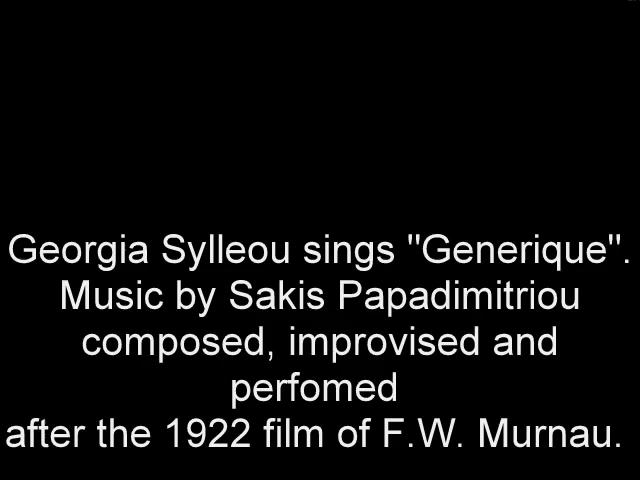 Georgia Sylleou sings "Generique".
Music by Sakis Papadimitriou
composed, improvised and
perfomed
after the 1922 film of F.W. Murnau.